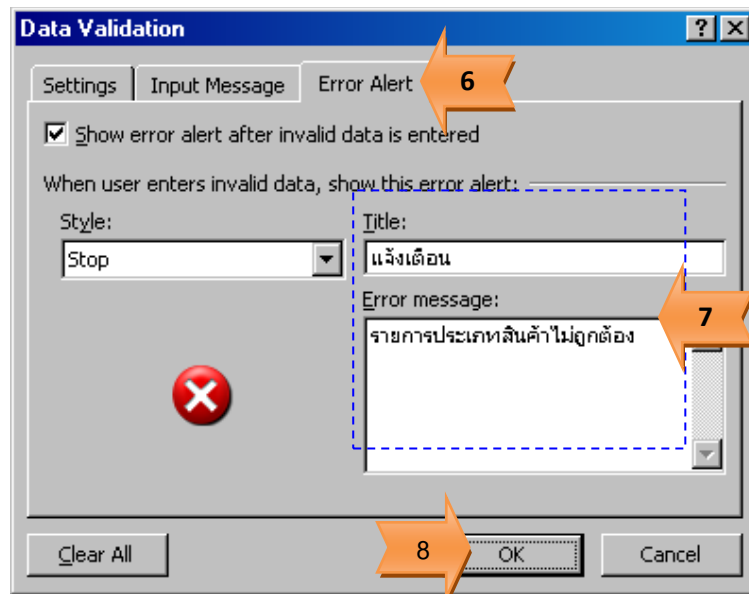 Data Validation
Settings Input Message Error Alert 6
Show error alert after invalid data is entered
When user enters invalid data, show this error alert:
Style: Title:
Stop แจ้งเตือน
Error message:
รายการประเภทสินค้าไม่ถูกต้อง 7
Clear All 8 OK Cancel